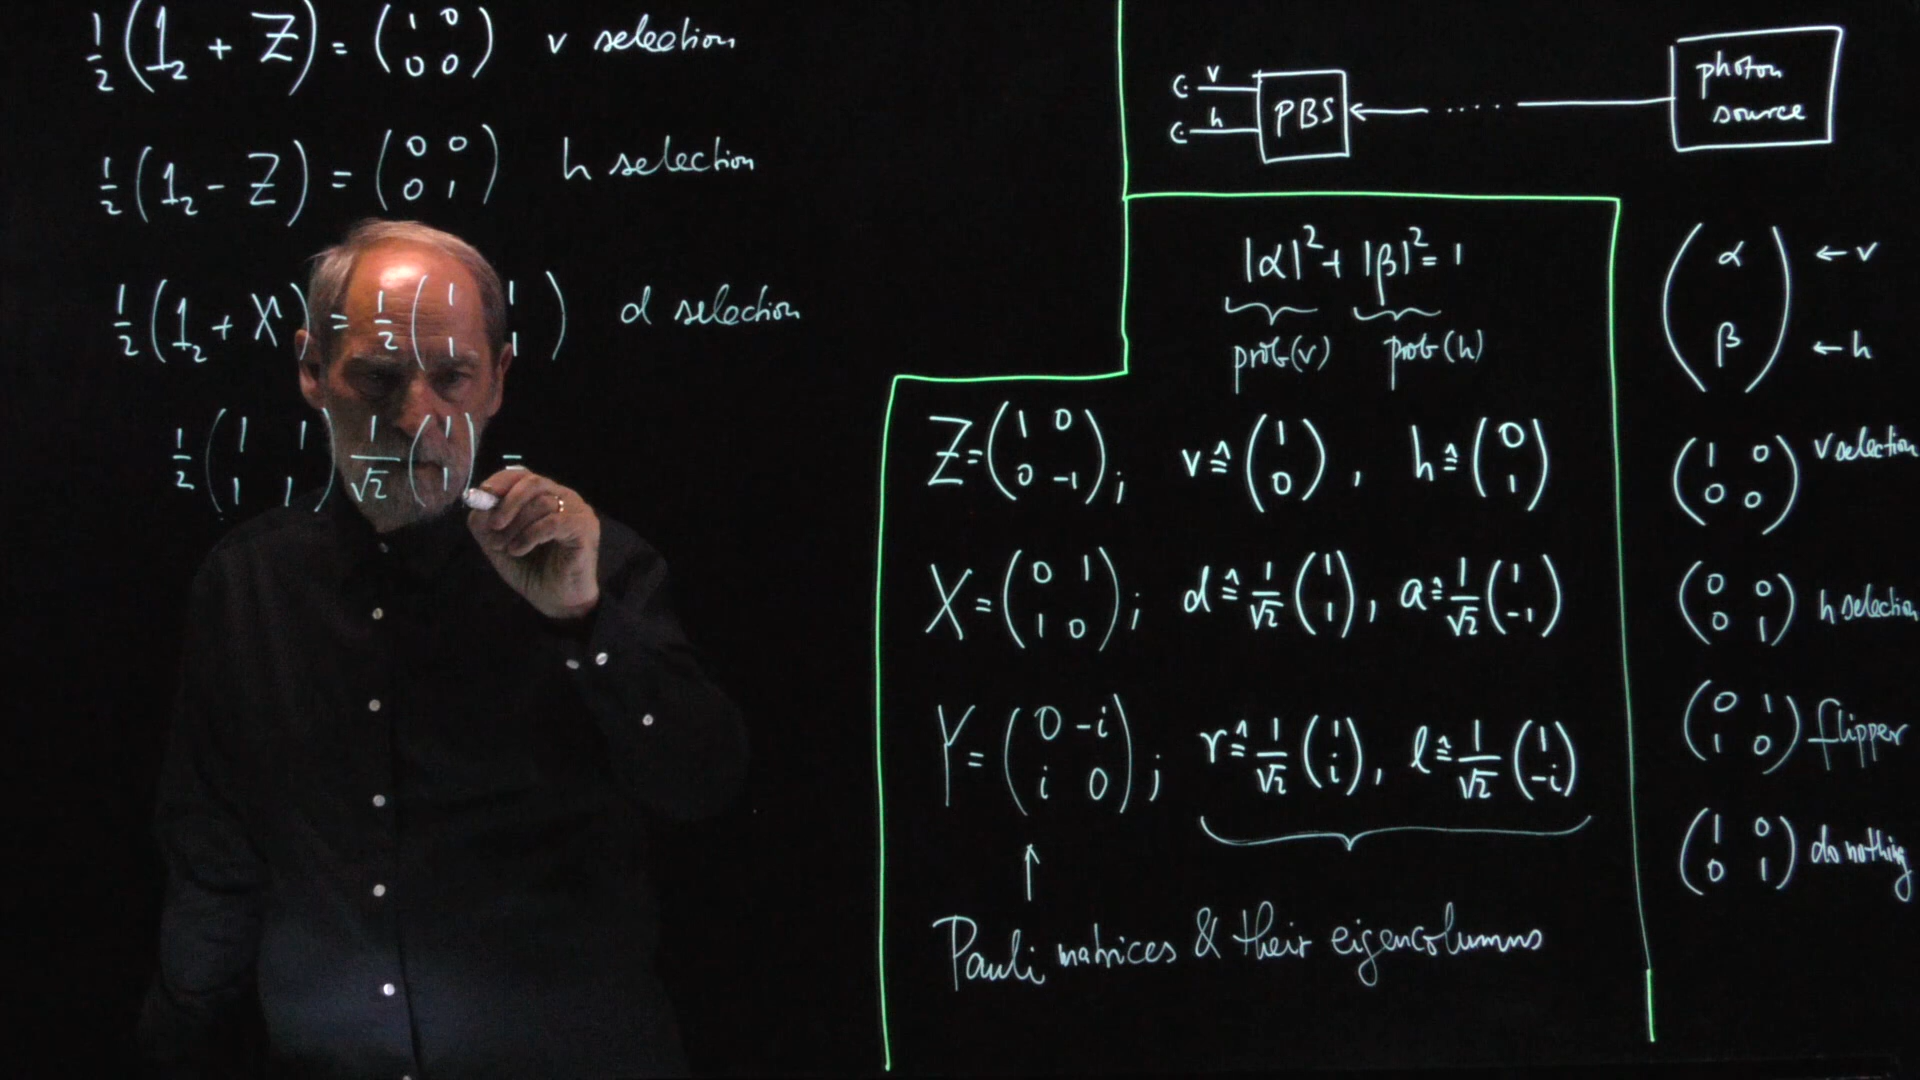 ½(1₂ + Z) = (1 0 / 0 0) v selection
½(1₂ - Z) = (0 0 / 0 1) h selection
½(1₂ + X) = ½(1 1 / 1 1) d selection
½(1 1 / 1 1) 1/√2 (1 / 1) =
v
h
PBS
....
photon
source
|α|² + |β|² = 1
prob(v) prob(h)
Z = (1 0 / 0 -1); v ≙ (1 / 0), h ≙ (0 / 1)
X = (0 1 / 1 0); d ≙ 1/√2 (1 / 1), a ≙ 1/√2 (1 / -1)
Y = (0 -i / i 0); r ≙ 1/√2 (1 / i), l ≙ 1/√2 (1 / -i)
↑
Pauli matrices & their eigencolumns
(α / β) ← v ← h
(1 0 / 0 0) v selection
(0 0 / 0 1) h selection
(0 1 / 1 0) flipper
(1 0 / 0 1) do nothing